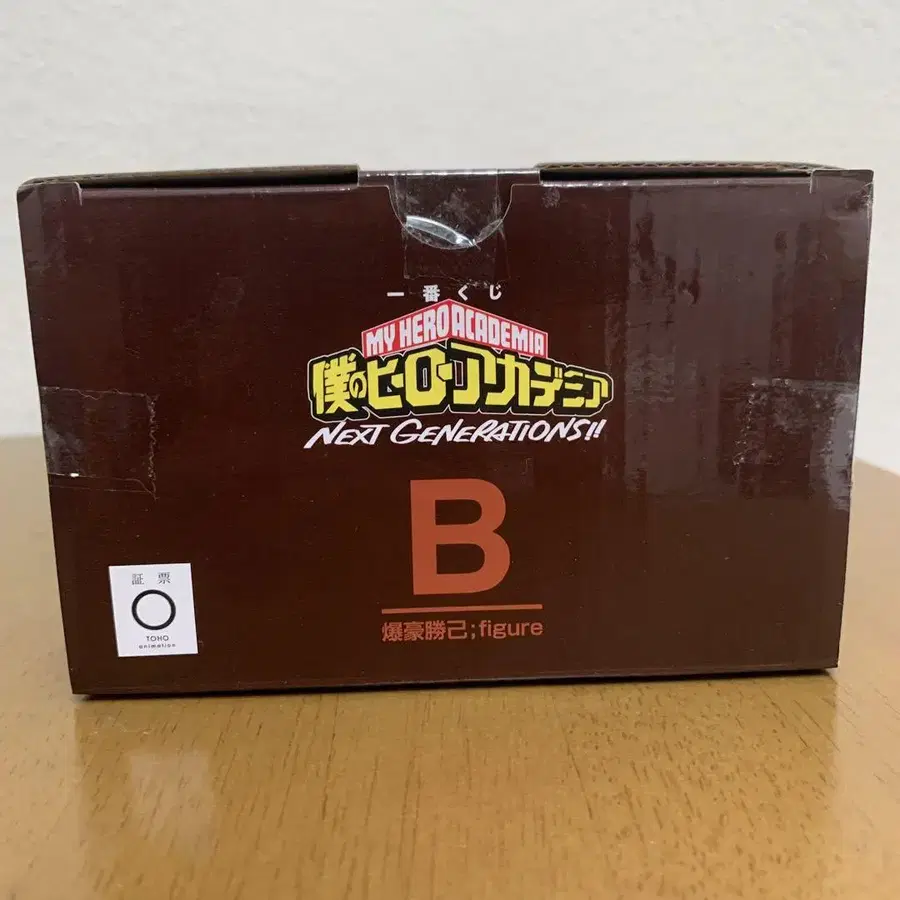 一番くじ
MY HERO ACADEMIA
僕のヒーローアカデミア
NEXT GENERATIONS!!
B
爆豪勝己;figure
証票
TOHO
animation